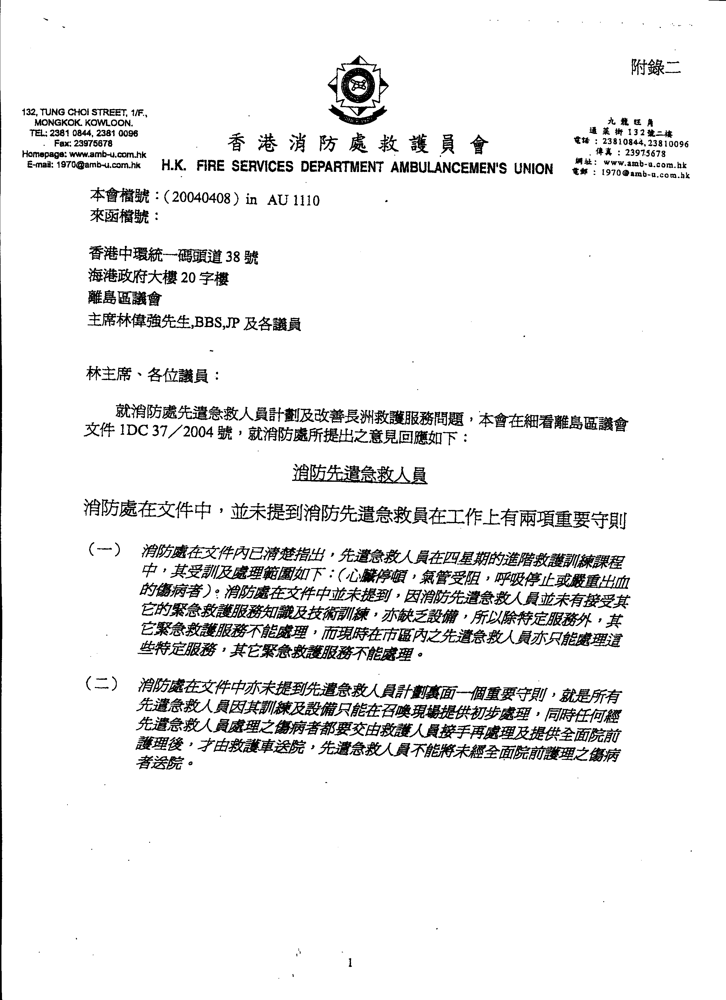 附錄二
132, TUNG CHOI STREET, 1/F.,
MONGKOK. KOWLOON.
TEL: 2381 0844, 2381 0096
Fax: 23975678
Homepage: www.amb-u.com.hk
E-mail: 1970@amb-u.com.hk
香港消防處救護員會
H.K. FIRE SERVICES DEPARTMENT AMBULANCEMEN'S UNION
九龍旺角
通菜街132號二樓
電話：23810844,23810096
傳真：23975678
網址：www.amb-u.com.hk
電郵：1970@amb-u.com.hk
本會檔號：（20040408）in AU 1110
來函檔號：
香港中環統一碼頭道 38 號
海港政府大樓 20 字樓
離島區議會
主席林偉強先生,BBS,JP 及各議員
林主席、各位議員：
就消防處先遣急救人員計劃及改善長洲救護服務問題，本會在細看離島區議會
文件 1DC 37／2004 號，就消防處所提出之意見回應如下：
消防先遣急救人員
消防處在文件中，並未提到消防先遣急救員在工作上有兩項重要守則
（一） 消防處在文件內已清楚指出，先遣急救人員在四星期的進階救護訓練課程
中，其受訓及處理範圍如下：（心臟停頓，氣管受阻，呼吸停止或嚴重出血
的傷病者）。消防處在文件中並未提到，因消防先遣急救人員並未有接受其
它的緊急救護服務知識及技術訓練，亦缺乏設備，所以除特定服務外，其
它緊急救護服務不能處理，而現時在市區內之先遣急救人員亦只能處理這
些特定服務，其它緊急救護服務不能處理。
（二） 消防處在文件中亦未提到先遣急救人員計劃裏面一個重要守則，就是所有
先遣急救人員因其訓練及設備只能在召喚現場提供初步處理，同時任何經
先遣急救人員處理之傷病者都要交由救護人員接手再處理及提供全面院前
護理後，才由救護車送院，先遣急救人員不能將未經全面院前護理之傷病
者送院。
1